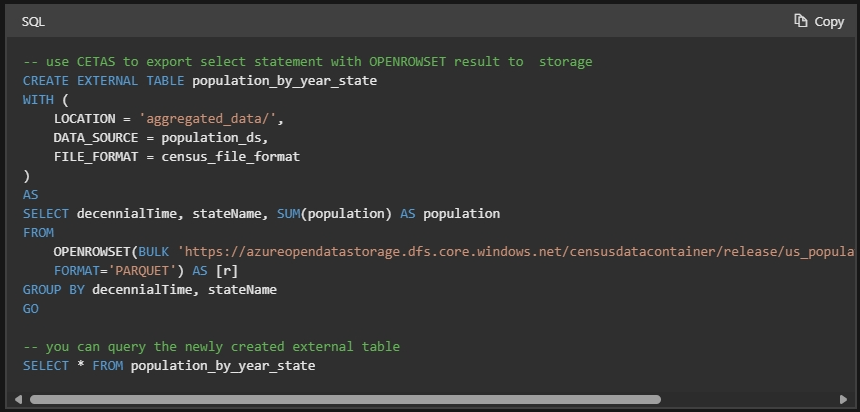 SQL
Copy
-- use CETAS to export select statement with OPENROWSET result to  storage
CREATE EXTERNAL TABLE population_by_year_state
WITH (
    LOCATION = 'aggregated_data/',
    DATA_SOURCE = population_ds,
    FILE_FORMAT = census_file_format
)
AS
SELECT decennialTime, stateName, SUM(population) AS population
FROM
    OPENROWSET(BULK 'https://azureopendatastorage.dfs.core.windows.net/censusdatacontainer/release/us_popula
    FORMAT='PARQUET') AS [r]
GROUP BY decennialTime, stateName
GO
-- you can query the newly created external table
SELECT * FROM population_by_year_state